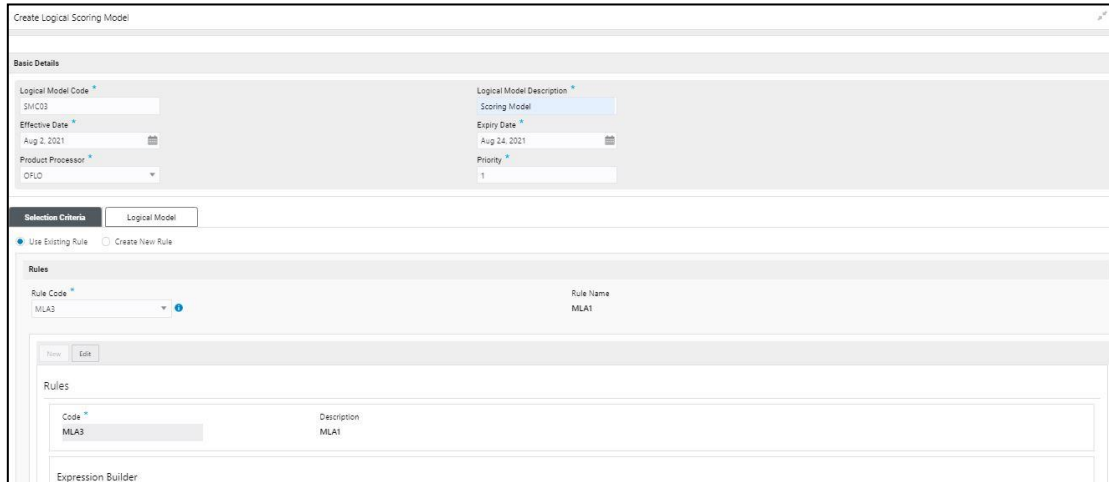 Create Logical Scoring Model
Basic Details
Logical Model Code *
Logical Model Description *
SMC03
Scoring Model
Effective Date *
Expiry Date *
Aug 2, 2021
Aug 24, 2021
Product Processor *
Priority *
OFLO
1
Selection Criteria
Logical Model
Use Existing Rule
Create New Rule
Rules
Rule Code *
Rule Name
MLA3
MLA1
New
Edit
Rules
Code *
Description
MLA3
MLA1
Expression Builder